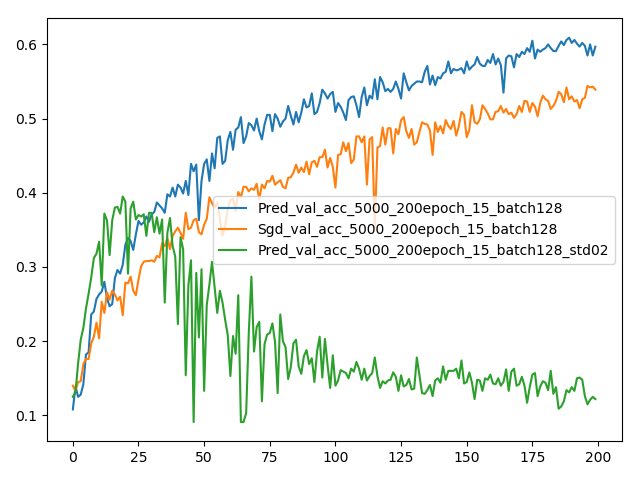 0.6
0.5
0.4
0.3
0.2
0.1
Pred_val_acc_5000_200epoch_15_batch128
Sgd_val_acc_5000_200epoch_15_batch128
Pred_val_acc_5000_200epoch_15_batch128_std02
0 25 50 75 100 125 150 175 200